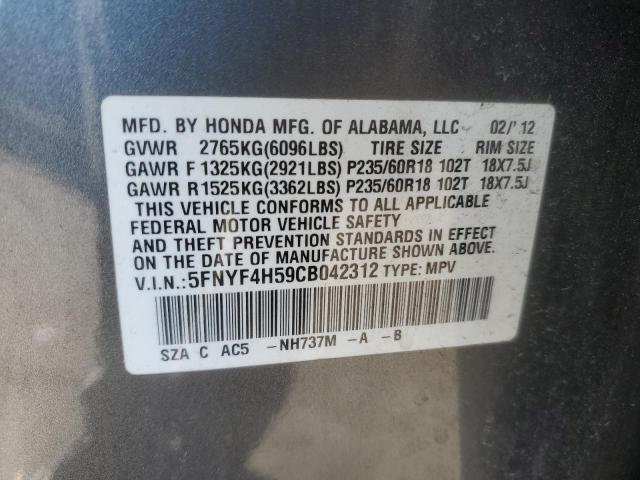 MFD. BY HONDA MFG. OF ALABAMA, LLC 02/'12
GVWR 2765KG(6096LBS) TIRE SIZE RIM SIZE
GAWR F 1325KG(2921LBS) P235/60R18 102T 18X7.5J
GAWR R1525KG(3362LBS) P235/60R18 102T 18X7.5J
THIS VEHICLE CONFORMS TO ALL APPLICABLE
FEDERAL MOTOR VEHICLE SAFETY
AND THEFT PREVENTION STANDARDS IN EFFECT
ON THE DATE OF MANUFACTURE SHOWN ABOVE.
V.I.N.:5FNYF4H59CB042312 TYPE: MPV
SZA C AC5 -NH737M -A -B